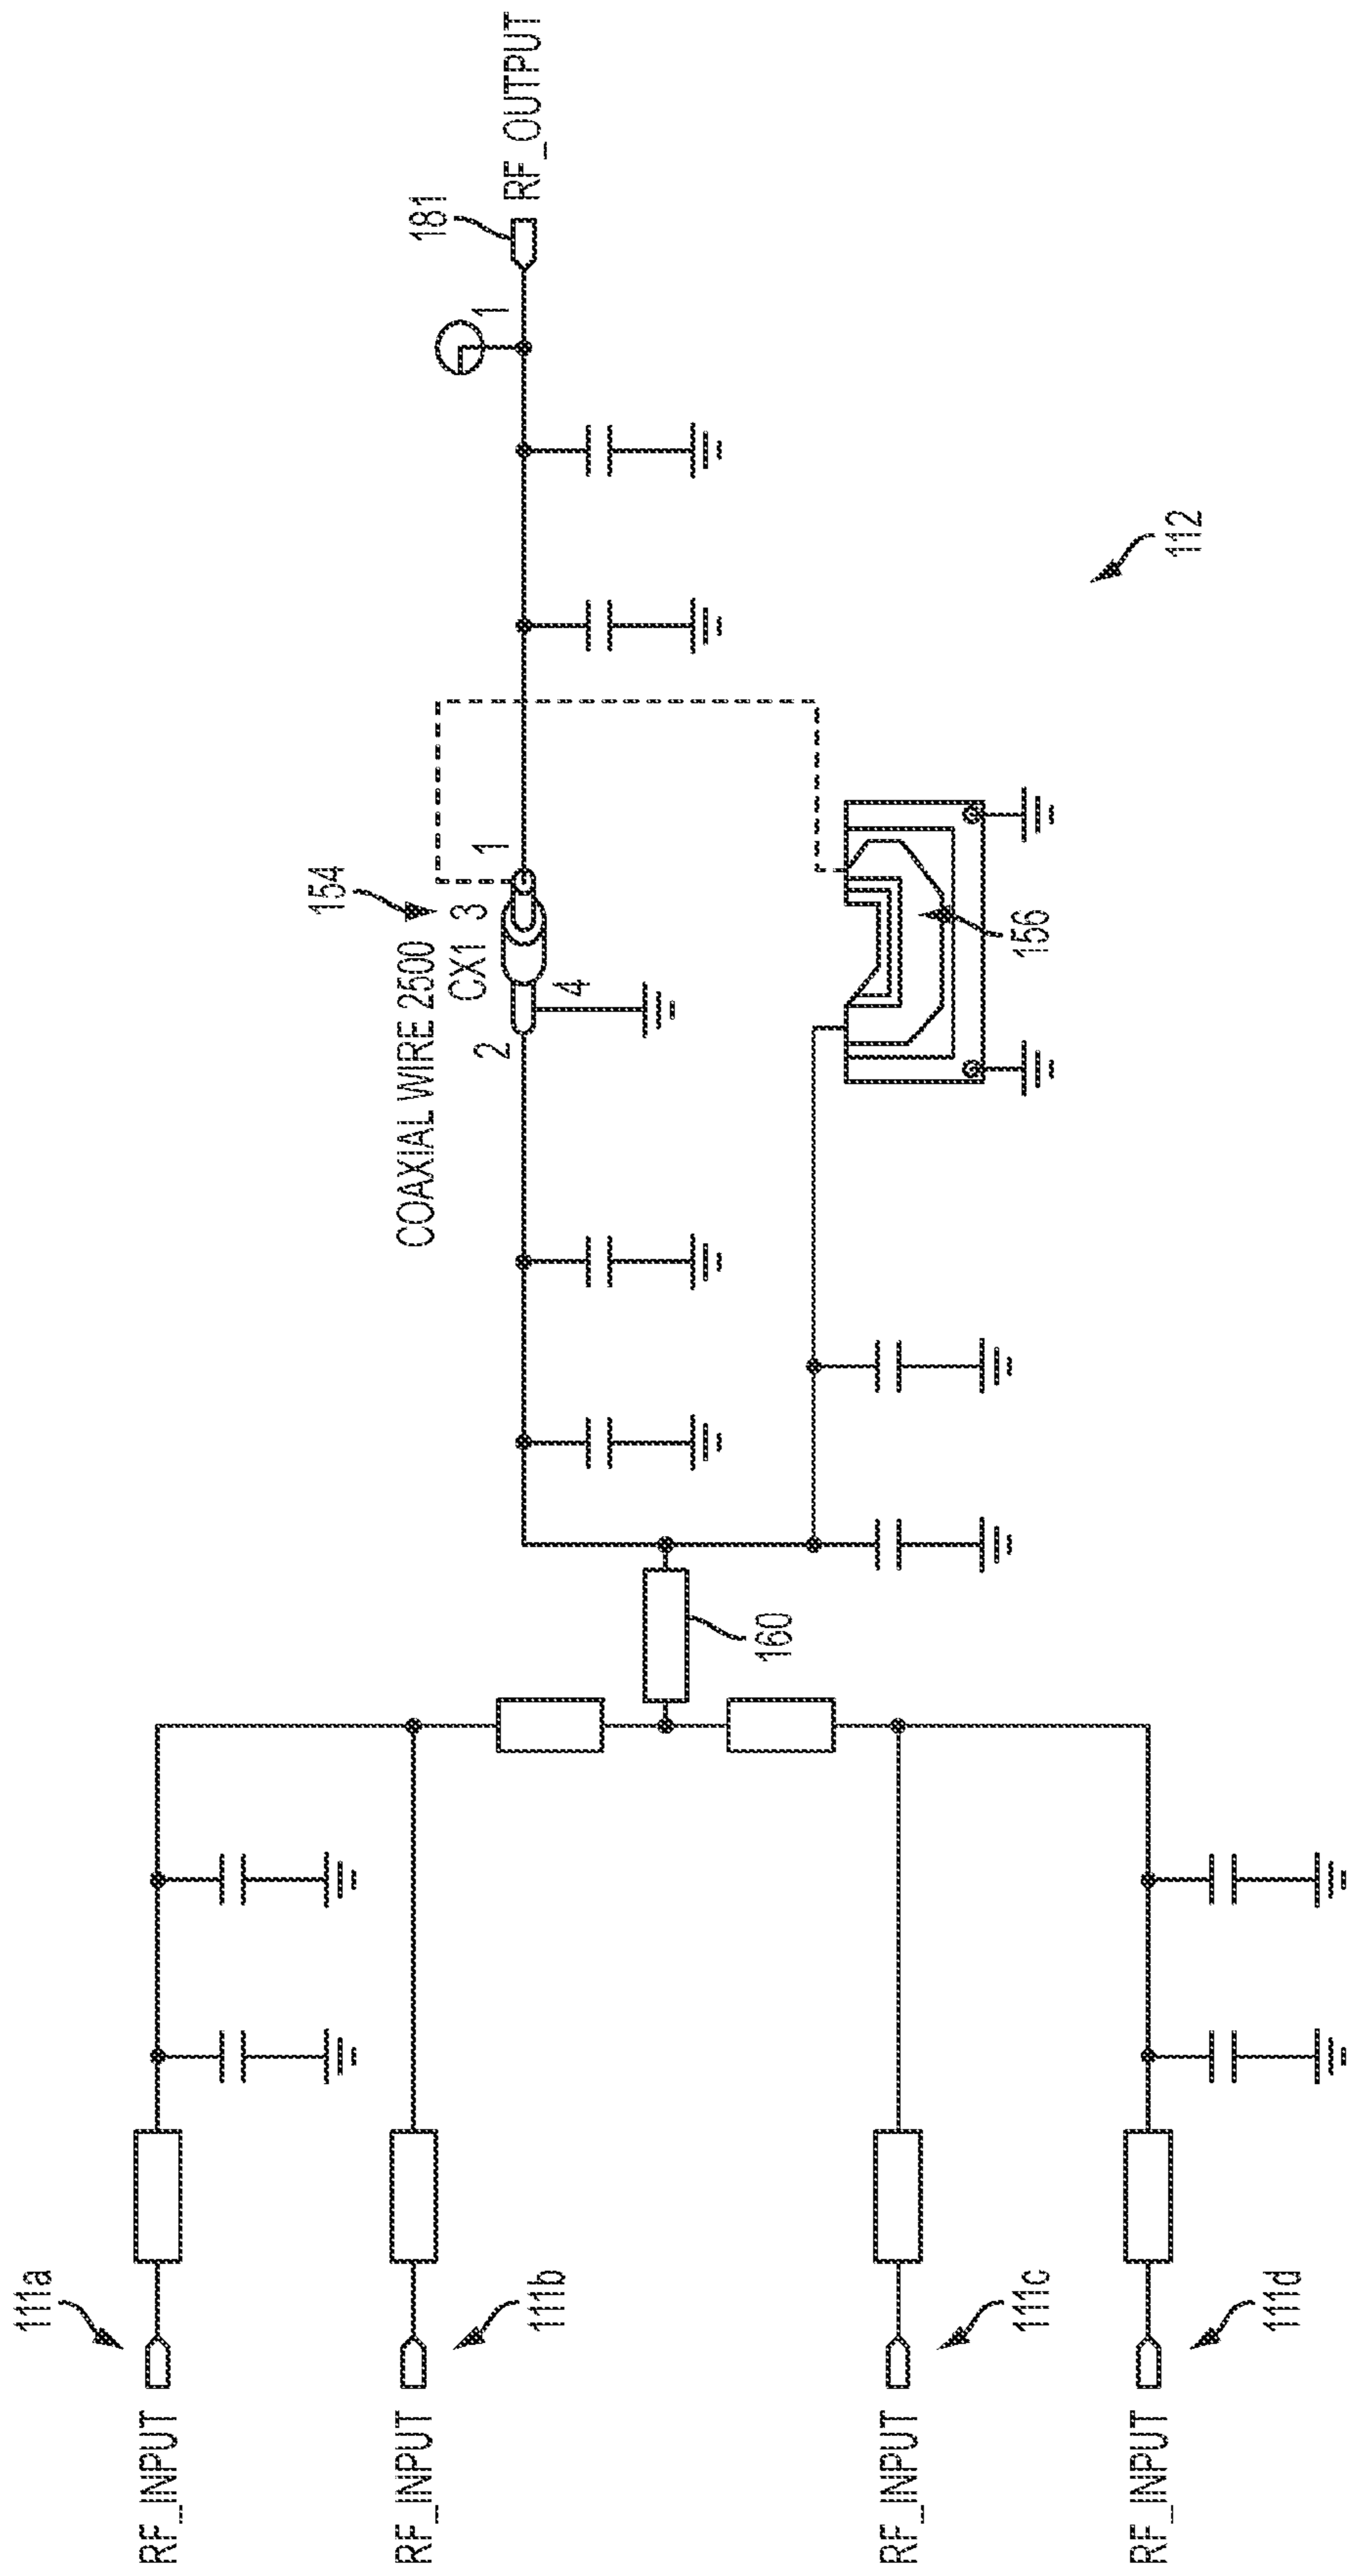 111a
RF_INPUT
111b
RF_INPUT
111c
RF_INPUT
111d
RF_INPUT
160
COAXIAL WIRE 2500
CX1
154
2
4
3
1
156
1
181
RF_OUTPUT
112